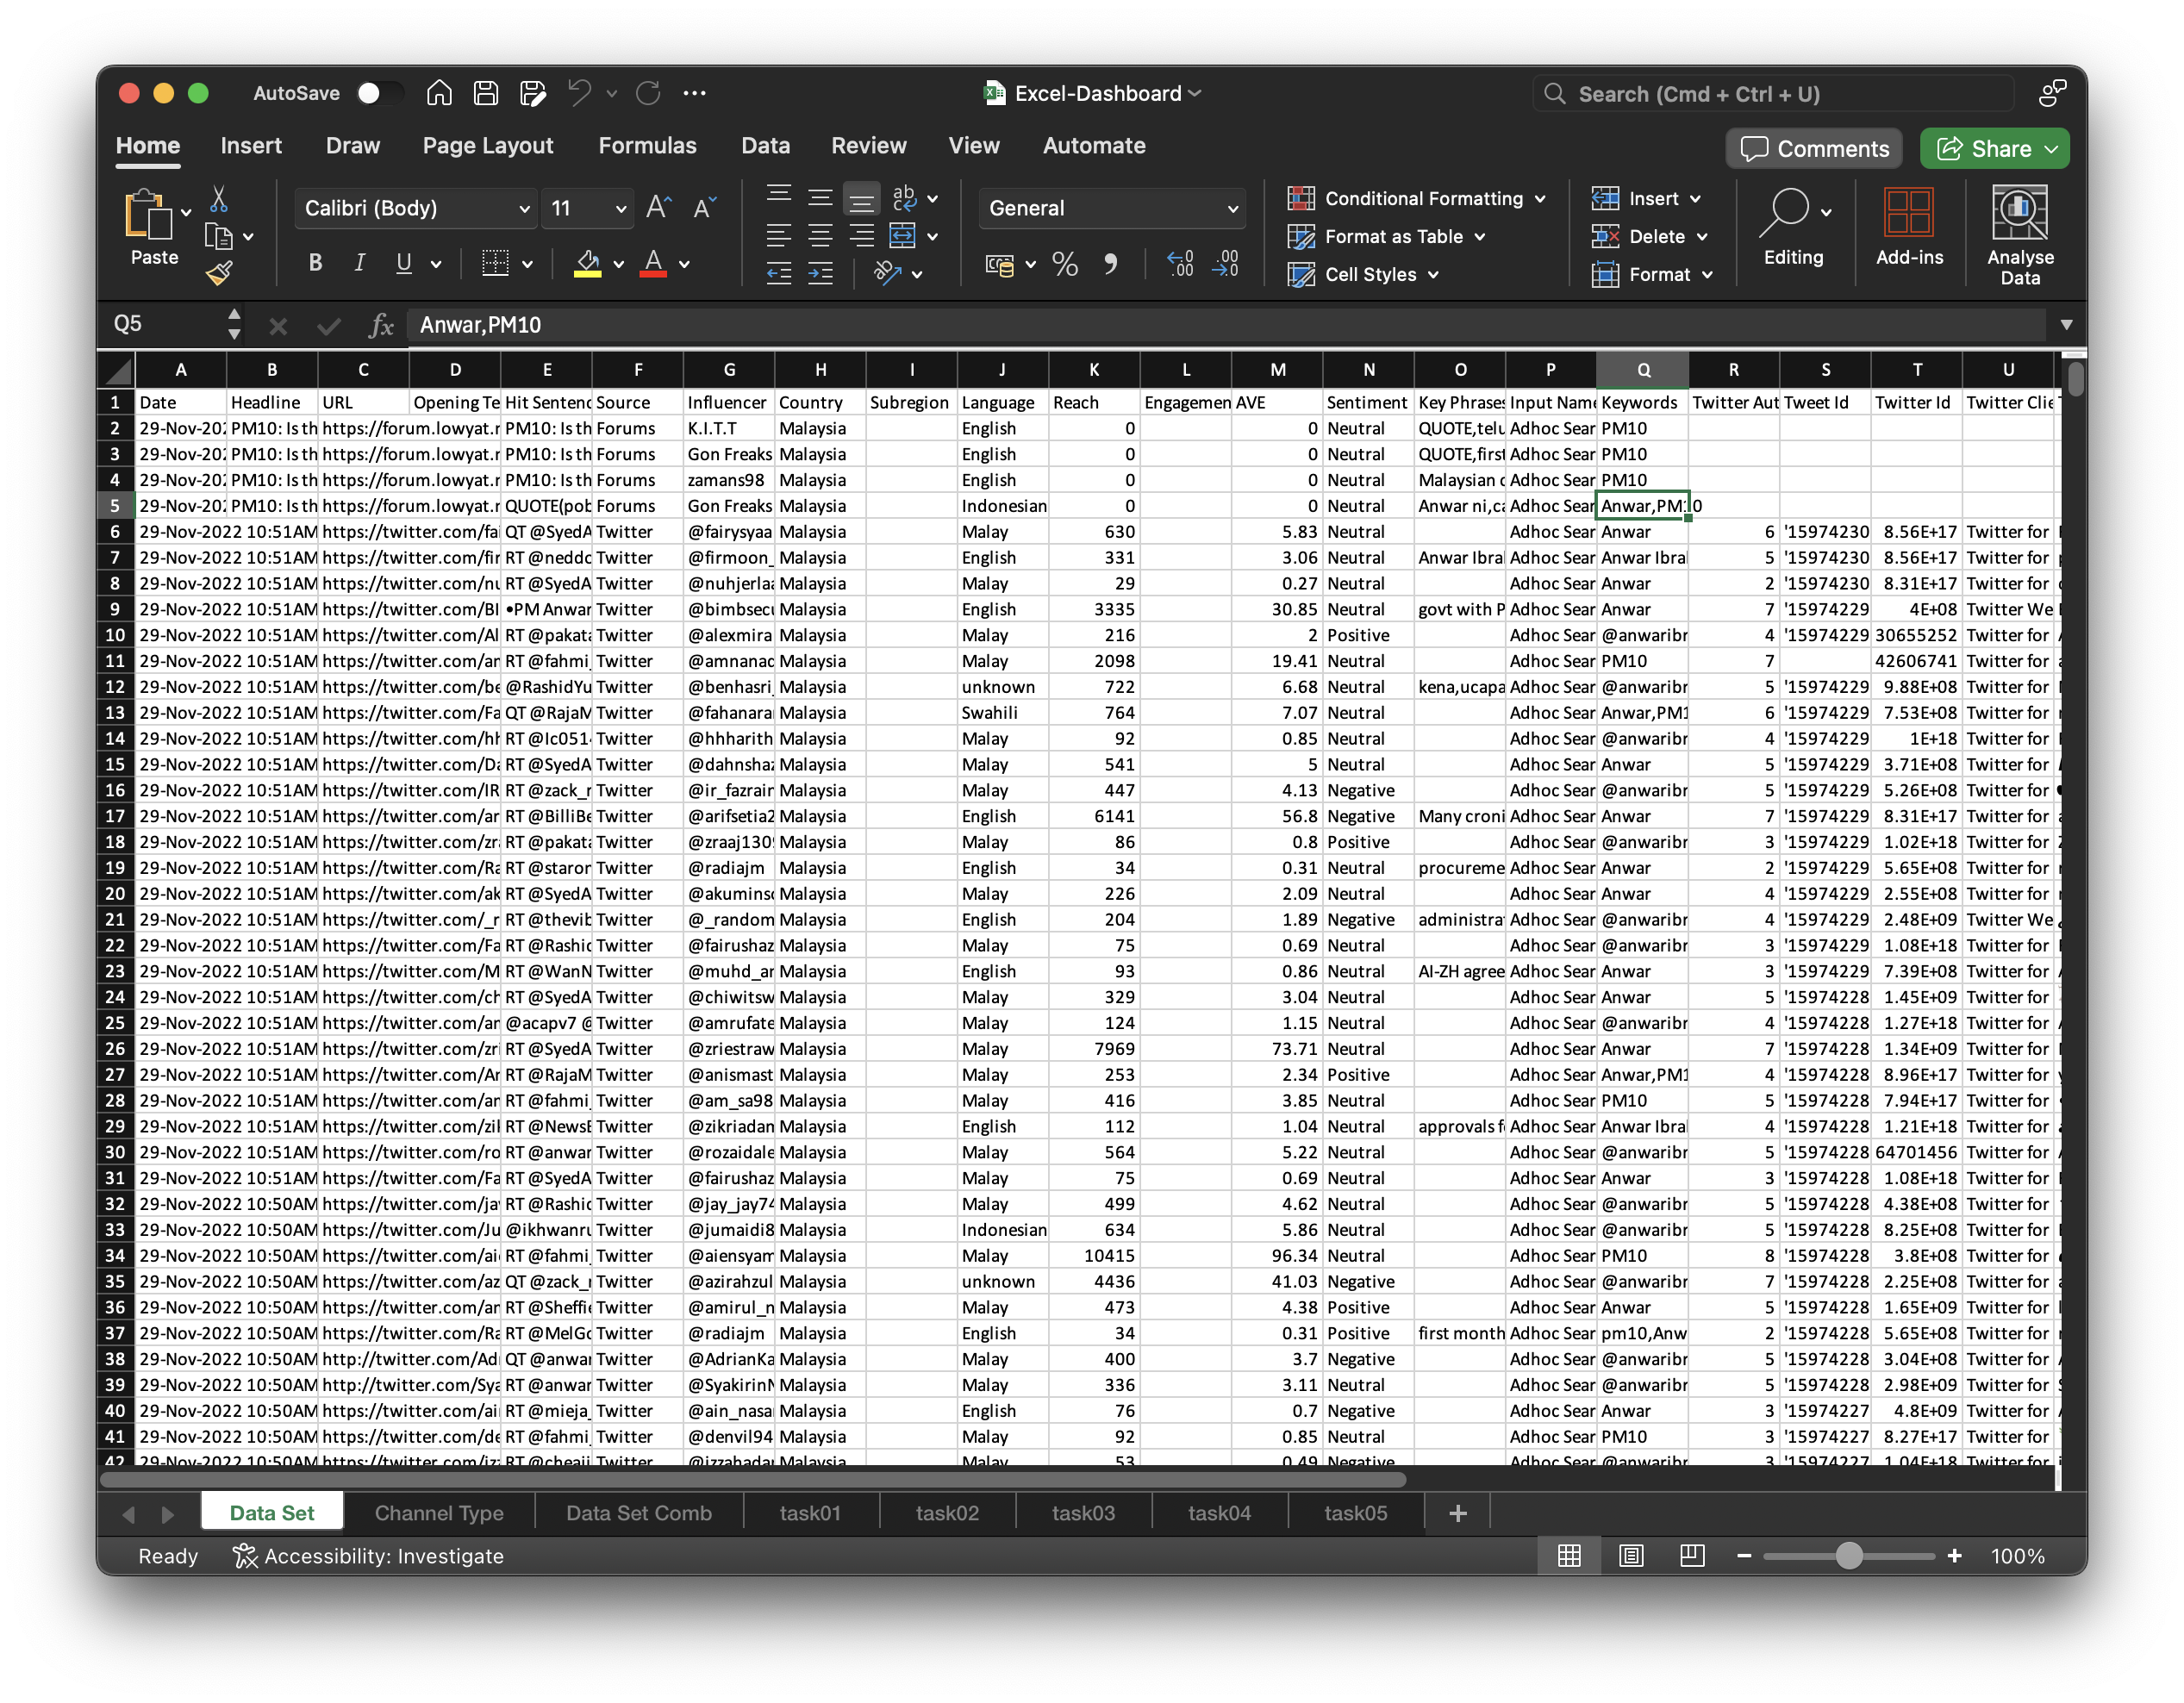 AutoSave Excel-Dashboard Search (Cmd + Ctrl + U)
Home Insert Draw Page Layout Formulas Data Review View Automate Comments Share
Paste Calibri (Body) 11 General Conditional Formatting Format as Table Cell Styles Insert Delete Format Editing Add-ins Analyse Data
Q5 fx Anwar,PM10
A B C D E F G H I J K L M N O P Q R S T U
1 Date Headline URL Opening Te Hit Sentenc Source Influencer Country Subregion Language Reach Engagemen AVE Sentiment Key Phrases Input Name Keywords Twitter Aut Tweet Id Twitter Id Twitter Clie
2 29-Nov-202 PM10: Is th https://forum.lowyat.r PM10: Is th Forums K.I.T.T Malaysia English 0 0 Neutral QUOTE,telu Adhoc Sear PM10
3 29-Nov-202 PM10: Is th https://forum.lowyat.r PM10: Is th Forums Gon Freaks Malaysia English 0 0 Neutral QUOTE,first Adhoc Sear PM10
4 29-Nov-202 PM10: Is th https://forum.lowyat.r PM10: Is th Forums zamans98 Malaysia English 0 0 Neutral Malaysian c Adhoc Sear PM10
5 29-Nov-202 PM10: Is th https://forum.lowyat.r QUOTE(pob Forums Gon Freaks Malaysia Indonesian 0 0 Neutral Anwar ni,ca Adhoc Sear Anwar,PM10
6 29-Nov-2022 10:51AM https://twitter.com/fai QT @SyedA Twitter @fairysyaa Malaysia Malay 630 5.83 Neutral Adhoc Sear Anwar 6 '15974230 8.56E+17 Twitter for
7 29-Nov-2022 10:51AM https://twitter.com/fir RT @neddc Twitter @firmoon_ Malaysia English 331 3.06 Neutral Anwar Ibra Adhoc Sear Anwar Ibra 5 '15974230 8.56E+17 Twitter for
8 29-Nov-2022 10:51AM https://twitter.com/nu RT @SyedA Twitter @nuhjerlaa Malaysia Malay 29 0.27 Neutral Adhoc Sear Anwar 2 '15974230 8.31E+17 Twitter for
9 29-Nov-2022 10:51AM https://twitter.com/BI •PM Anwar Twitter @bimbsecu Malaysia English 3335 30.85 Neutral govt with P Adhoc Sear Anwar 7 '15974229 4E+08 Twitter We
10 29-Nov-2022 10:51AM https://twitter.com/Al RT @pakata Twitter @alexmira Malaysia Malay 216 2 Positive Adhoc Sear @anwaribr 4 '15974229 30655252 Twitter for
11 29-Nov-2022 10:51AM https://twitter.com/an RT @fahmi_ Twitter @amnanac Malaysia Malay 2098 19.41 Neutral Adhoc Sear PM10 7 42606741 Twitter for
12 29-Nov-2022 10:51AM https://twitter.com/be @RashidYu Twitter @benhasri_ Malaysia unknown 722 6.68 Neutral kena,ucapa Adhoc Sear @anwaribr 5 '15974229 9.88E+08 Twitter for
13 29-Nov-2022 10:51AM https://twitter.com/Fa QT @RajaM Twitter @fahanara Malaysia Swahili 764 7.07 Neutral Adhoc Sear Anwar,PM1 6 '15974229 7.53E+08 Twitter for
14 29-Nov-2022 10:51AM https://twitter.com/hh RT @Ic0514 Twitter @hhharith Malaysia Malay 92 0.85 Neutral Adhoc Sear @anwaribr 4 '15974229 1E+18 Twitter for
15 29-Nov-2022 10:51AM https://twitter.com/Da RT @SyedA Twitter @dahnshaz Malaysia Malay 541 5 Neutral Adhoc Sear Anwar 5 '15974229 3.71E+08 Twitter for
16 29-Nov-2022 10:51AM https://twitter.com/IR RT @zack_r Twitter @ir_fazrain Malaysia Malay 447 4.13 Negative Adhoc Sear @anwaribr 5 '15974229 5.26E+08 Twitter for
17 29-Nov-2022 10:51AM https://twitter.com/ar RT @BilliBe Twitter @arifsetia2 Malaysia English 6141 56.8 Negative Many croni Adhoc Sear Anwar 7 '15974229 8.31E+17 Twitter for
18 29-Nov-2022 10:51AM https://twitter.com/zr RT @pakata Twitter @zraaj130 Malaysia Malay 86 0.8 Positive Adhoc Sear @anwaribr 3 '15974229 1.02E+18 Twitter for
19 29-Nov-2022 10:51AM https://twitter.com/Ra RT @staron Twitter @radiajm Malaysia English 34 0.31 Neutral procureme Adhoc Sear Anwar 2 '15974229 5.65E+08 Twitter for
20 29-Nov-2022 10:51AM https://twitter.com/ak RT @SyedA Twitter @akuminsc Malaysia Malay 226 2.09 Neutral Adhoc Sear Anwar 4 '15974229 2.55E+08 Twitter for
21 29-Nov-2022 10:51AM https://twitter.com/_r RT @thevib Twitter @_random Malaysia English 204 1.89 Negative administra Adhoc Sear @anwaribr 4 '15974229 2.48E+09 Twitter We
22 29-Nov-2022 10:51AM https://twitter.com/Fa RT @Rashic Twitter @fairushaz Malaysia Malay 75 0.69 Neutral Adhoc Sear @anwaribr 3 '15974229 1.08E+18 Twitter for
23 29-Nov-2022 10:51AM https://twitter.com/M RT @WanN Twitter @muhd_ar Malaysia English 93 0.86 Neutral AI-ZH agree Adhoc Sear Anwar 3 '15974229 7.39E+08 Twitter for
24 29-Nov-2022 10:51AM https://twitter.com/ch RT @SyedA Twitter @chiwitsw Malaysia Malay 329 3.04 Neutral Adhoc Sear Anwar 5 '15974228 1.45E+09 Twitter for
25 29-Nov-2022 10:51AM https://twitter.com/an @acapv7 @ Twitter @amrufate Malaysia Malay 124 1.15 Neutral Adhoc Sear @anwaribr 4 '15974228 1.27E+18 Twitter for
26 29-Nov-2022 10:51AM https://twitter.com/zri RT @SyedA Twitter @zriestraw Malaysia Malay 7969 73.71 Neutral Adhoc Sear Anwar 7 '15974228 1.34E+09 Twitter for
27 29-Nov-2022 10:51AM https://twitter.com/Ar RT @RajaM Twitter @anismast Malaysia Malay 253 2.34 Positive Adhoc Sear Anwar,PM1 4 '15974228 8.96E+17 Twitter for
28 29-Nov-2022 10:51AM https://twitter.com/an RT @fahmi_ Twitter @am_sa98 Malaysia Malay 416 3.85 Neutral Adhoc Sear PM10 5 '15974228 7.94E+17 Twitter for
29 29-Nov-2022 10:51AM https://twitter.com/zil RT @NewsB Twitter @zikriadan Malaysia English 112 1.04 Neutral approvals f Adhoc Sear Anwar Ibra 4 '15974228 1.21E+18 Twitter for
30 29-Nov-2022 10:51AM https://twitter.com/ro RT @anwar Twitter @rozaidale Malaysia Malay 564 5.22 Neutral Adhoc Sear @anwaribr 5 '15974228 64701456 Twitter for
31 29-Nov-2022 10:51AM https://twitter.com/Fa RT @SyedA Twitter @fairushaz Malaysia Malay 75 0.69 Neutral Adhoc Sear Anwar 3 '15974228 1.08E+18 Twitter for
32 29-Nov-2022 10:50AM https://twitter.com/ja RT @Rashic Twitter @jay_jay74 Malaysia Malay 499 4.62 Neutral Adhoc Sear @anwaribr 5 '15974228 4.38E+08 Twitter for
33 29-Nov-2022 10:50AM https://twitter.com/Ju @ikhwanru Twitter @jumaidi8 Malaysia Indonesian 634 5.86 Neutral Adhoc Sear @anwaribr 5 '15974228 8.25E+08 Twitter for
34 29-Nov-2022 10:50AM https://twitter.com/ai RT @fahmi_ Twitter @aiensyam Malaysia Malay 10415 96.34 Neutral Adhoc Sear PM10 8 '15974228 3.8E+08 Twitter for
35 29-Nov-2022 10:50AM https://twitter.com/az QT @zack_r Twitter @azirahzul Malaysia unknown 4436 41.03 Negative Adhoc Sear @anwaribr 7 '15974228 2.25E+08 Twitter for
36 29-Nov-2022 10:50AM https://twitter.com/an RT @Sheffie Twitter @amirul_n Malaysia Malay 473 4.38 Positive Adhoc Sear Anwar 5 '15974228 1.65E+09 Twitter for
37 29-Nov-2022 10:50AM https://twitter.com/Ra RT @MelGc Twitter @radiajm Malaysia English 34 0.31 Positive first month Adhoc Sear pm10,Anw 2 '15974228 5.65E+08 Twitter for
38 29-Nov-2022 10:50AM http://twitter.com/Ad QT @anwar Twitter @AdrianKa Malaysia Malay 400 3.7 Negative Adhoc Sear @anwaribr 5 '15974228 3.04E+08 Twitter for
39 29-Nov-2022 10:50AM http://twitter.com/Sya RT @anwar Twitter @SyakirinN Malaysia Malay 336 3.11 Neutral Adhoc Sear @anwaribr 5 '15974228 2.98E+09 Twitter for
40 29-Nov-2022 10:50AM https://twitter.com/ai RT @mieja_ Twitter @ain_nasa Malaysia English 76 0.7 Negative Adhoc Sear Anwar 3 '15974227 4.8E+09 Twitter for
41 29-Nov-2022 10:50AM https://twitter.com/de RT @fahmi_ Twitter @denvil94 Malaysia Malay 92 0.85 Neutral Adhoc Sear PM10 3 '15974227 8.27E+17 Twitter for
42 29-Nov-2022 10:50AM https://twitter.com/iz RT @cheaii Twitter @izzahadar Malaysia Malay 53 0.49 Negative Adhoc Sear @anwaribr 3 '15974227 1.04E+18 Twitter for
Data Set Channel Type Data Set Comb task01 task02 task03 task04 task05
Ready Accessibility: Investigate 100%